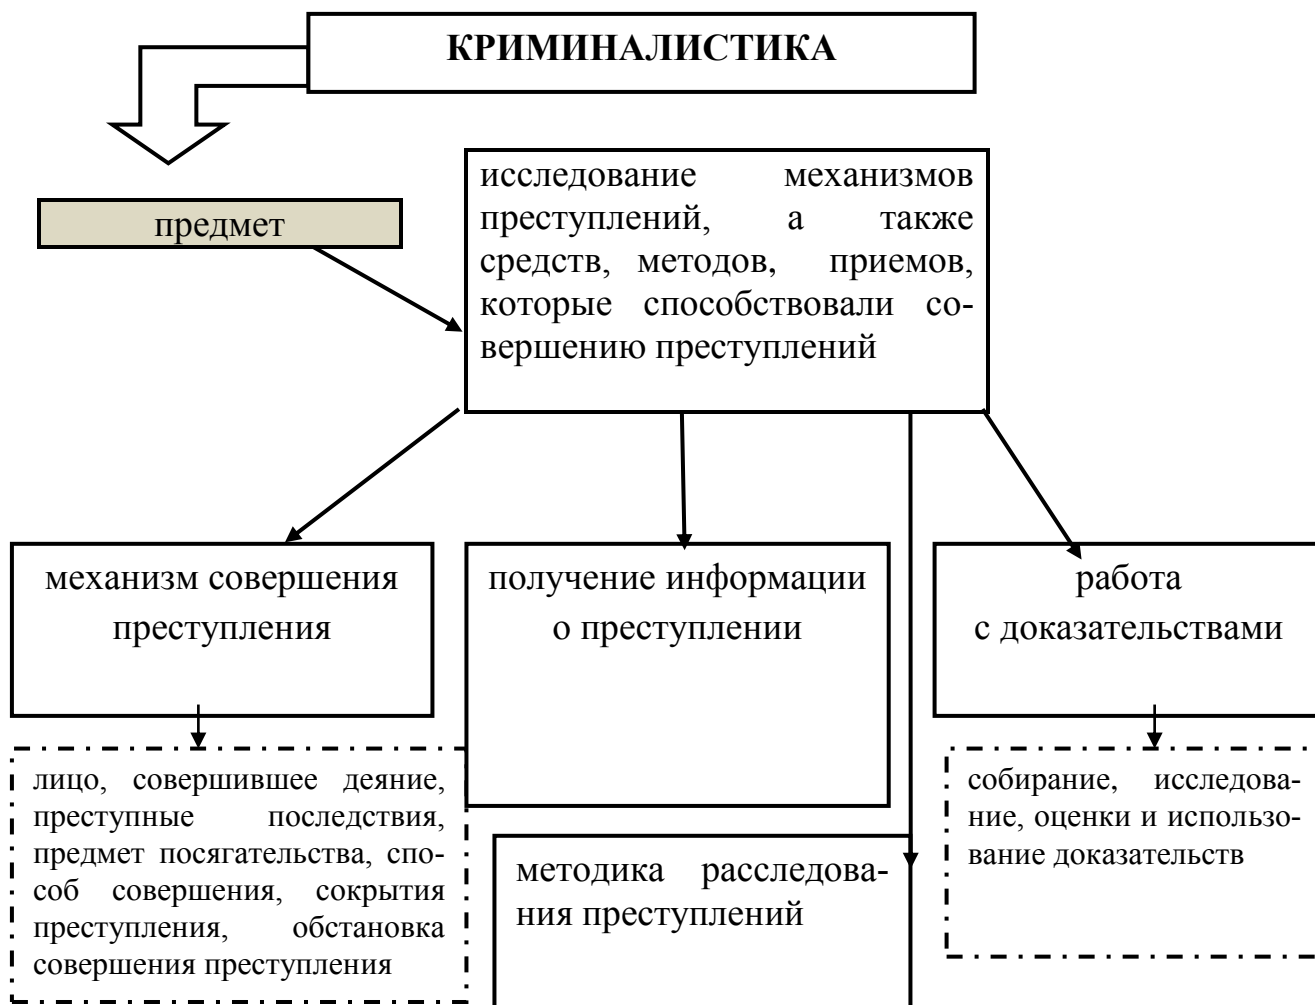 КРИМИНАЛИСТИКА
предмет
исследование механизмов
преступлений, а также
средств, методов, приемов,
которые способствовали со-
вершению преступлений
механизм совершения
преступления
получение информации
о преступлении
работа
с доказательствами
лицо, совершившее деяние,
преступные последствия,
предмет посягательства, спо-
соб совершения, сокрытия
преступления, обстановка
совершения преступления
методика расследова-
ния преступлений
собирание, исследова-
ние, оценки и использо-
вание доказательств